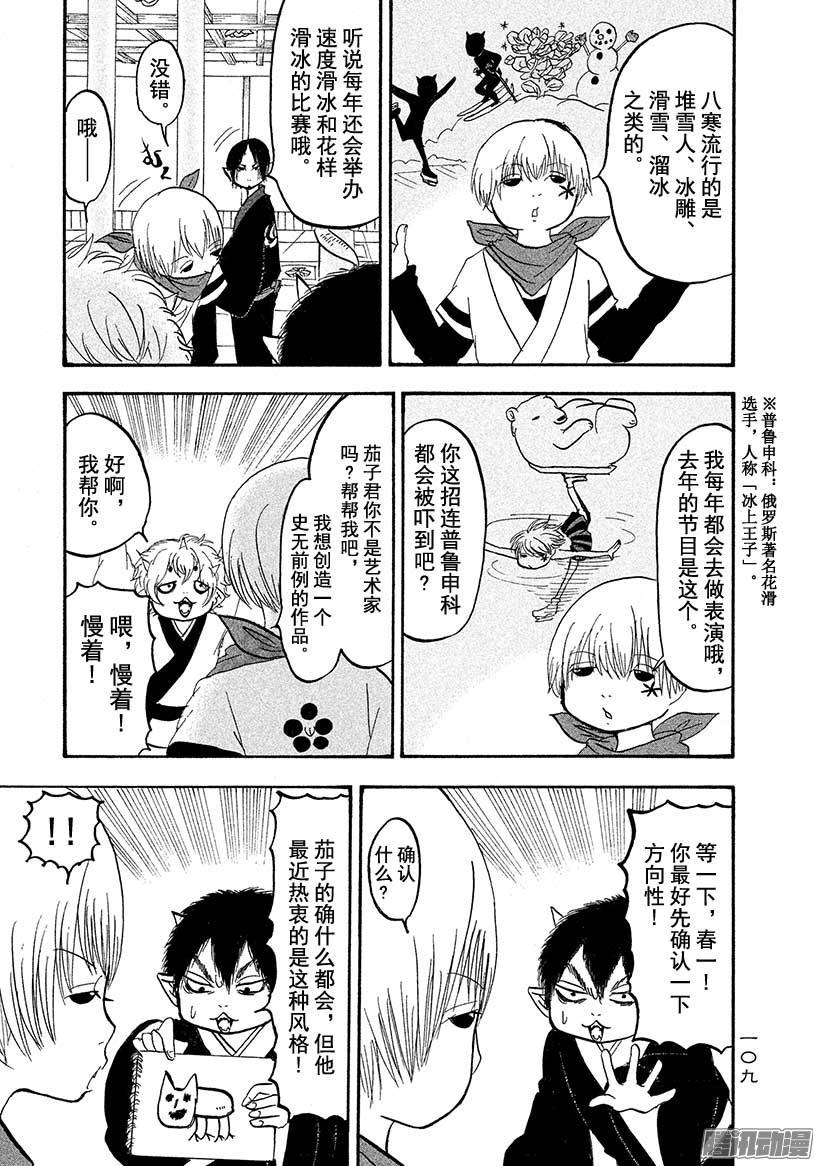 八寒流行的是
堆雪人、冰雕、
滑雪、溜冰
之类的。
听说每年还会举办
速度滑冰和花样
滑冰的比赛哦。
没错。
哦——
我每年都会去做表演哦，
去年的节目是这个。
你这招连普鲁申科
都会被吓到吧？
※普鲁申科：俄罗斯著名花滑
选手，人称「冰上王子」。
茄子君你不是艺术家
吗？帮帮我吧，
我想创造一个
史无前例的作品。
好啊，
我帮你。
喂，慢着！
慢着！
等一下，春一！
你最好先确认一下
方向性！
确认
什么？
茄子的确什么都会，但他
最近热衷的是这种风格！
！！
一〇九
腾讯动漫